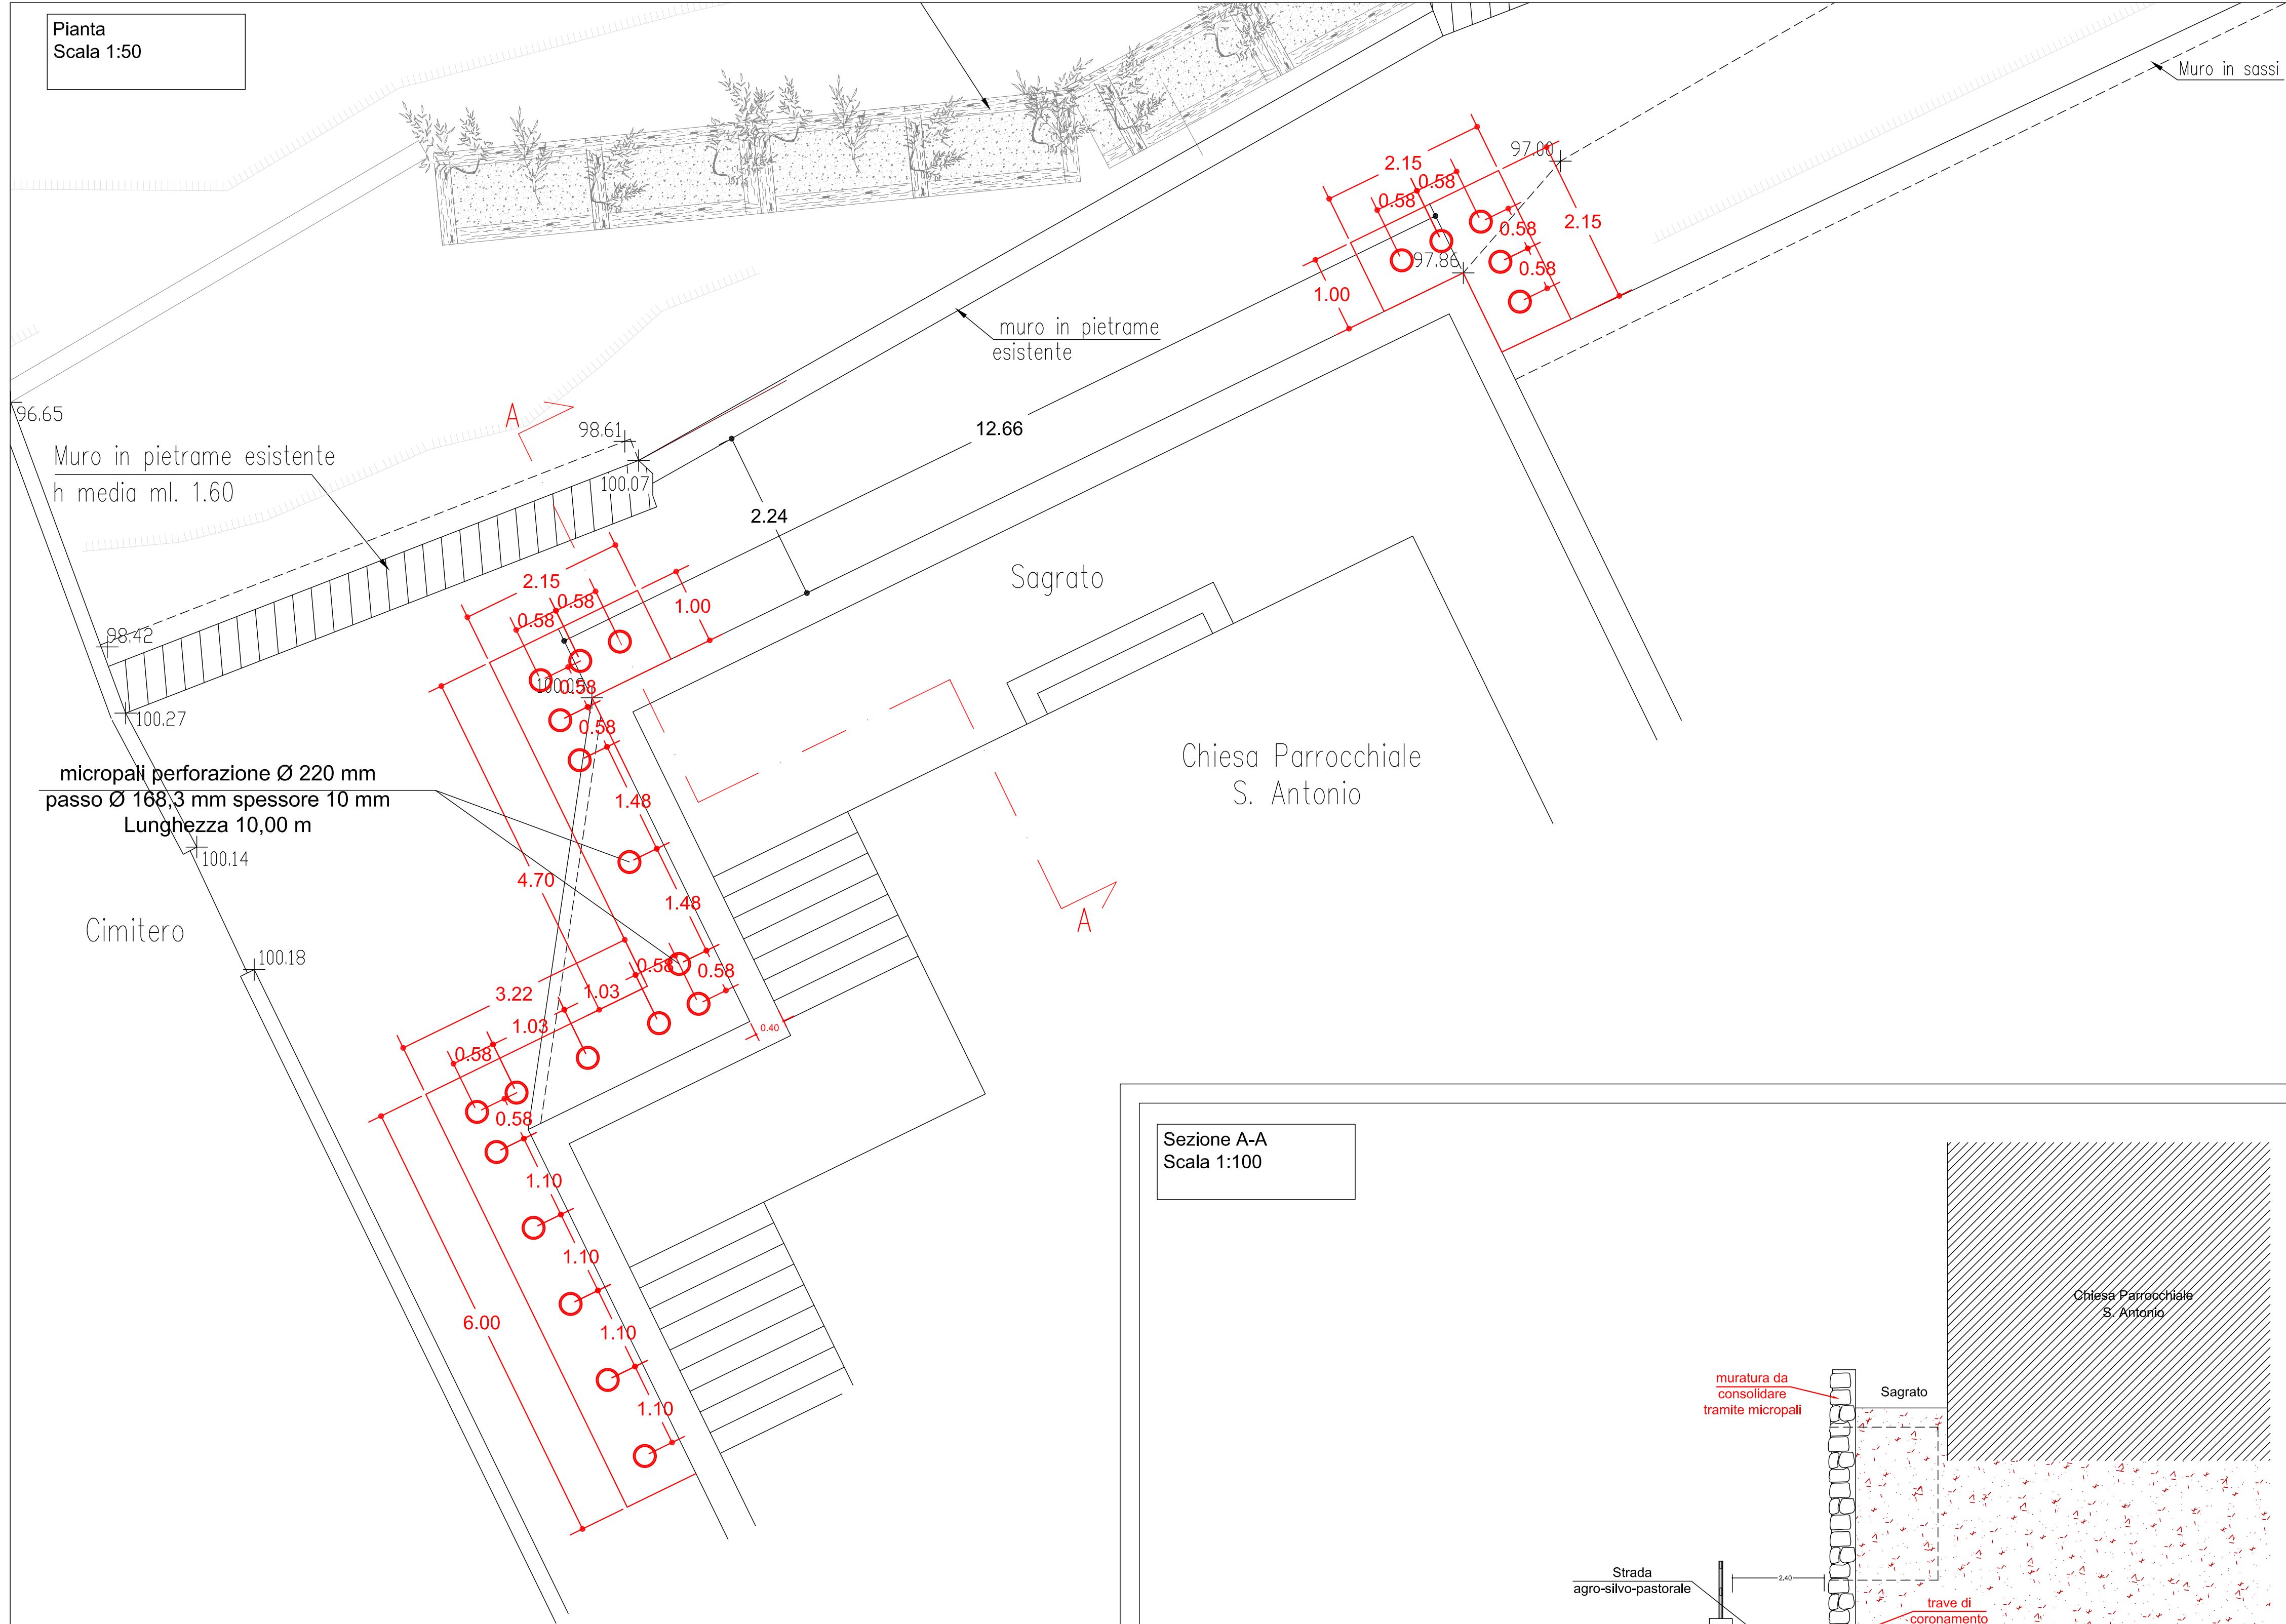 Pianta
Scala 1:50
Muro in sassi
97.00
2.15
0.58
0.58
0.58
2.15
0.58
97.86
1.00
muro in pietrame
esistente
96.65
A
98.61
12.66
Muro in pietrame esistente
h media ml. 1.60
100.07
2.24
2.15
Sagrato
0.58
1.00
0.58
98.42
100.05
0.58
100.27
0.58
Chiesa Parrocchiale
S. Antonio
micropali perforazione Ø 220 mm
passo Ø 168,3 mm spessore 10 mm
Lunghezza 10,00 m
1.48
100.14
4.70
1.48
A
Cimitero
100.18
0.58
0.58
3.22
1.03
1.03
0.40
0.58
0.58
1.10
1.10
6.00
1.10
1.10
Sezione A-A
Scala 1:100
Chiesa Parrocchiale
S. Antonio
muratura da
consolidare
tramite micropali
Sagrato
Strada
agro-silvo-pastorale
2,40
trave di
coronamento